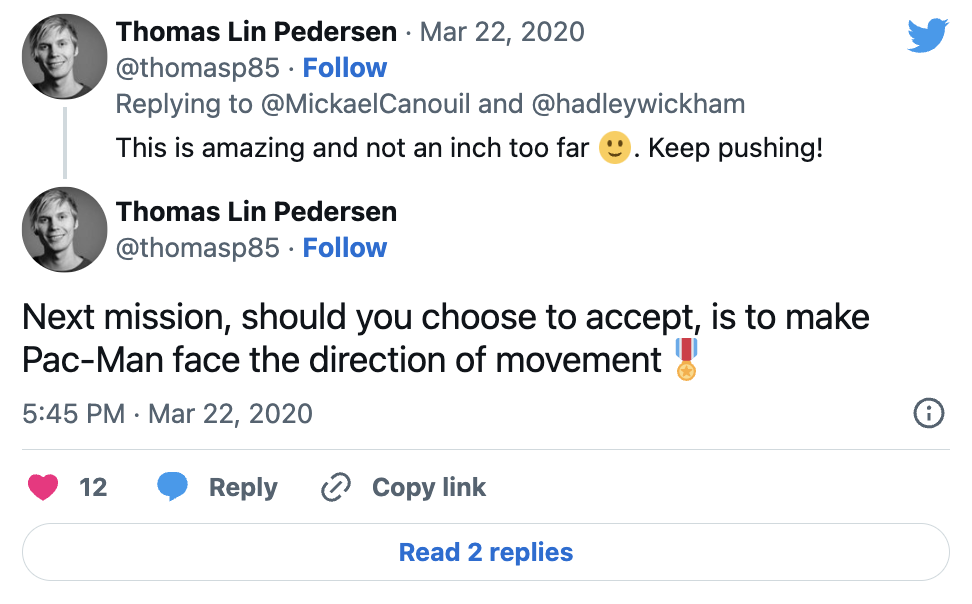 Thomas Lin Pedersen · Mar 22, 2020
@thomasp85 · Follow
Replying to @MickaelCanouil and @hadleywickham
This is amazing and not an inch too far 🙂. Keep pushing!
Thomas Lin Pedersen
@thomasp85 · Follow
Next mission, should you choose to accept, is to make
Pac-Man face the direction of movement 🎖️
5:45 PM · Mar 22, 2020
12 Reply Copy link
Read 2 replies